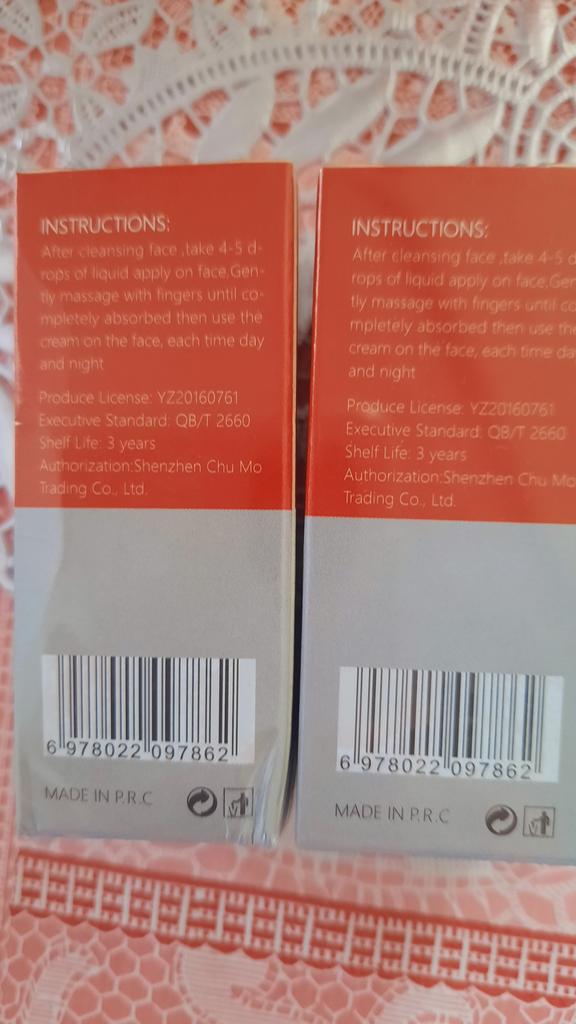 INSTRUCTIONS:
After cleansing face ,take 4-5 d-
rops of liquid apply on face.Gen-
tly massage with fingers until co-
mpletely absorbed then use the
cream on the face, each time day
and night
Produce License: YZ20160761
Executive Standard: QB/T 2660
Shelf Life: 3 years
Authorization:Shenzhen Chu Mo
Trading Co., Ltd.
6 978022 097862
MADE IN P.R.C
INSTRUCTIONS:
After cleansing face ,take 4-5 d
rops of liquid apply on face.Gen
tly massage with fingers until co
mpletely absorbed then use the
cream on the face, each time da
and night
Produce License: YZ20160761
Executive Standard: QB/T 2660
Shelf Life: 3 years
Authorization:Shenzhen Chu Mo
Trading Co., Ltd.
6 978022 097862
MADE IN P.R.C